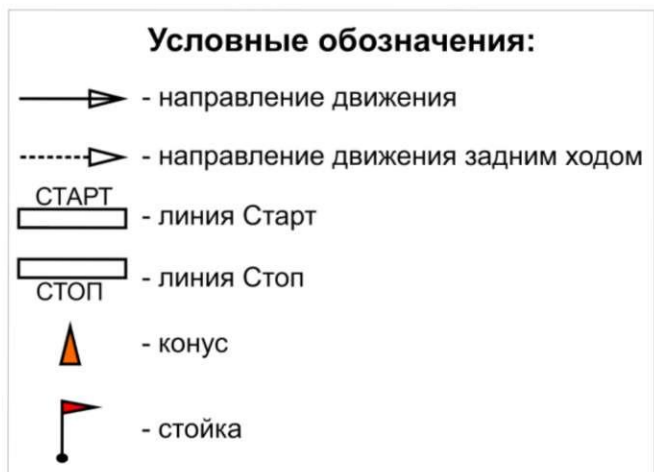 Условные обозначения:
- направление движения
- направление движения задним ходом
СТАРТ
- линия Старт
- линия Стоп
СТОП
- конус
- стойка